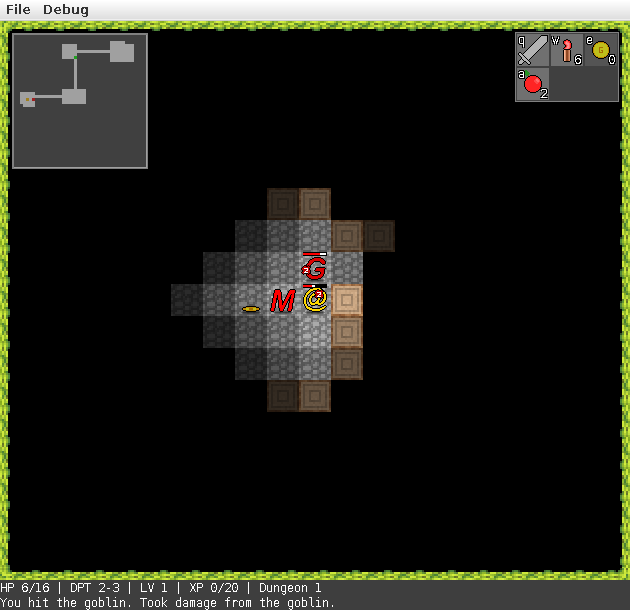 File Debug
q w 6 e G 0
a 2
2 G
M @ 2
HP 6/16 | DPT 2-3 | LV 1 | XP 0/20 | Dungeon 1
You hit the goblin. Took damage from the goblin.